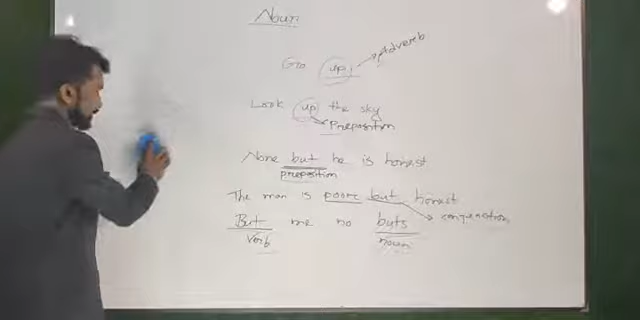 Noun
Go up Adverb
Look up the sky
Preposition
None but he is honest
preposition
The man is poore but honest
conjunction
But me no buts
Verb noun